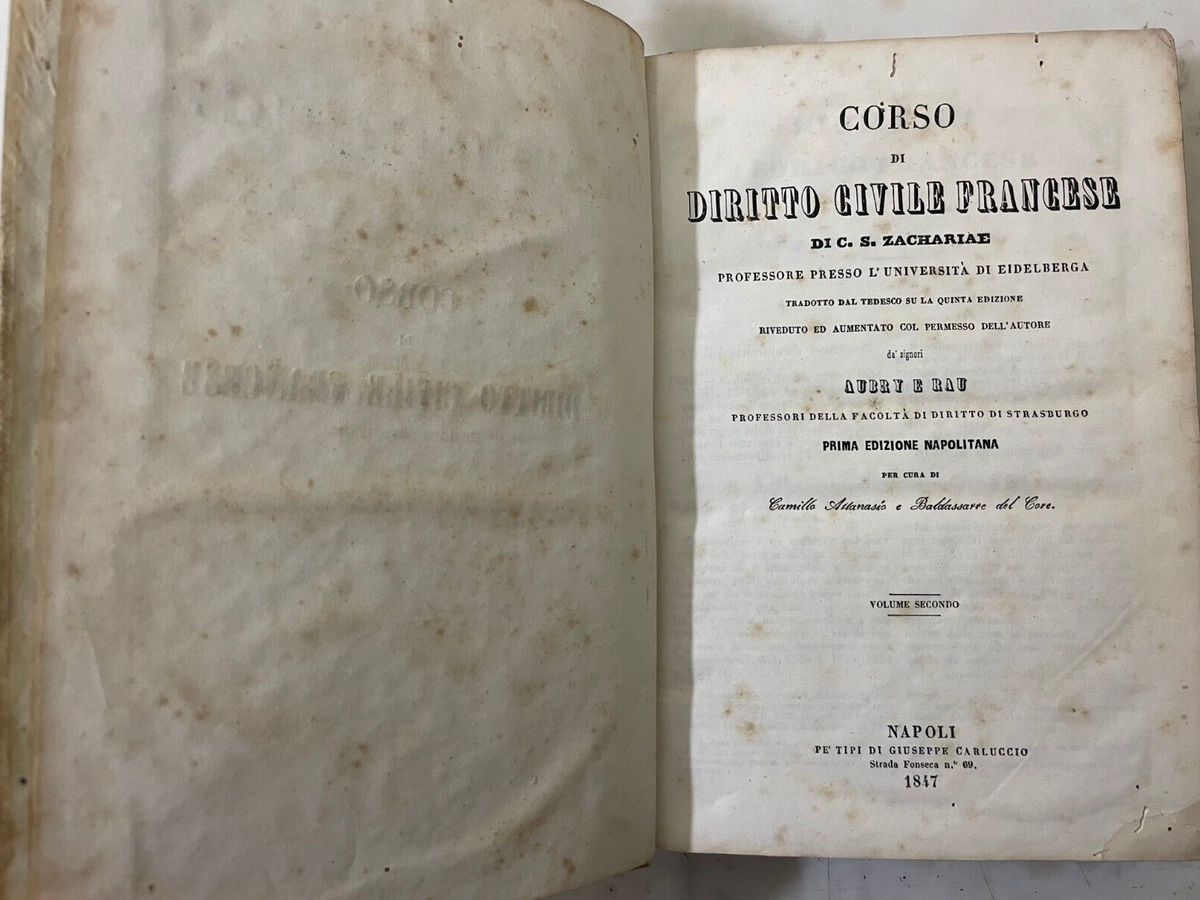 CORSO
DI
DIRITTO CIVILE FRANCESE
DI C. S. ZACHARIAE
PROFESSORE PRESSO L'UNIVERSITÀ DI EIDELBERGA
TRADOTTO DAL TEDESCO SU LA QUINTA EDIZIONE
RIVEDUTO ED AUMENTATO COL PERMESSO DELL'AUTORE
da' signori
AUBRY E RAU
PROFESSORI DELLA FACOLTÀ DI DIRITTO DI STRASBURGO
PRIMA EDIZIONE NAPOLITANA
PER CURA DI
Camillo Attanasio e Baldassarre del Core.
VOLUME SECONDO
NAPOLI
PE' TIPI DI GIUSEPPE CARLUCCIO
Strada Fonseca n.° 69.
1847